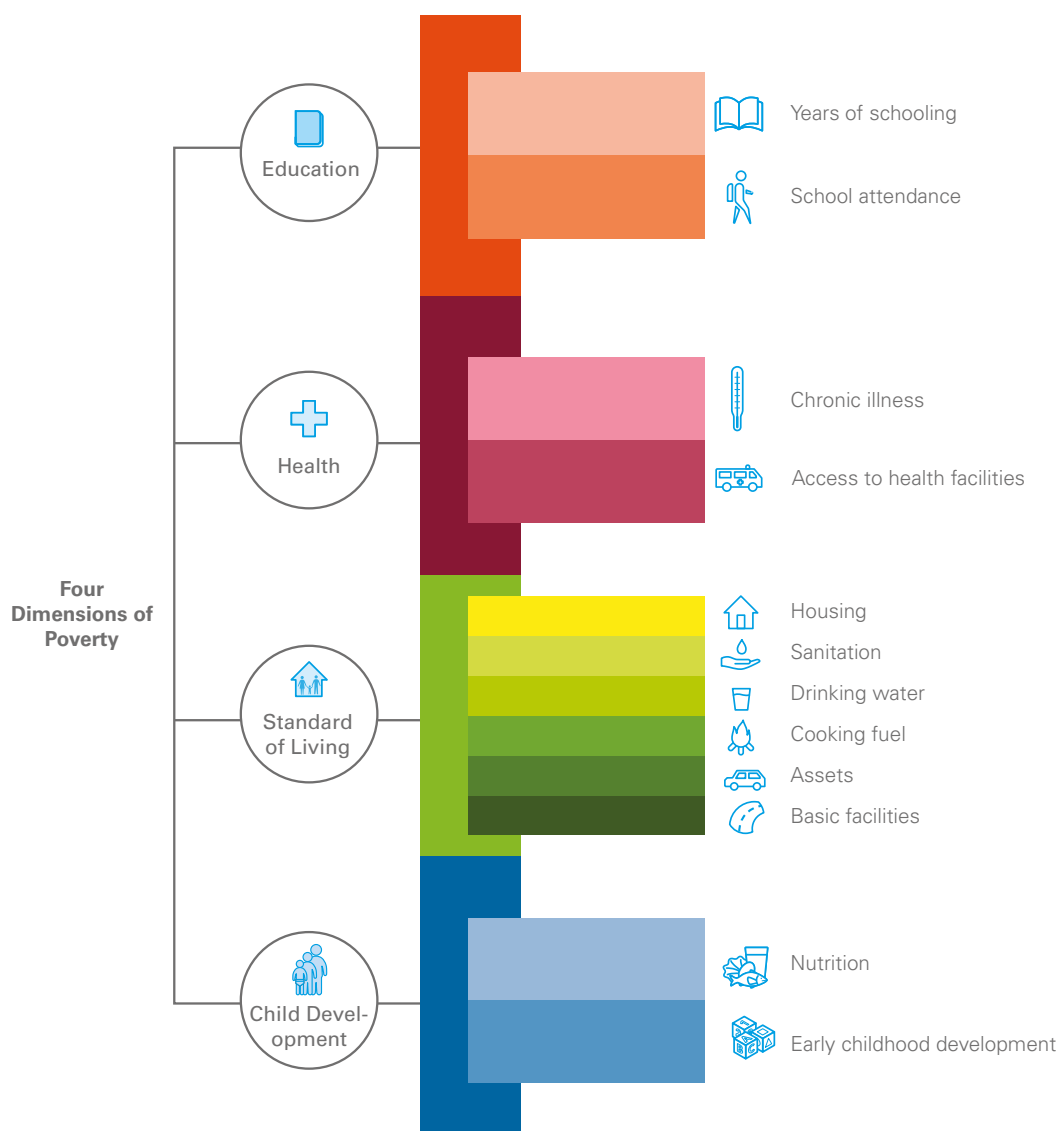 Four
Dimensions of
Poverty
Education
Years of schooling
School attendance
Health
Chronic illness
Access to health facilities
Standard
of Living
Housing
Sanitation
Drinking water
Cooking fuel
Assets
Basic facilities
Child Devel-
opment
Nutrition
Early childhood development